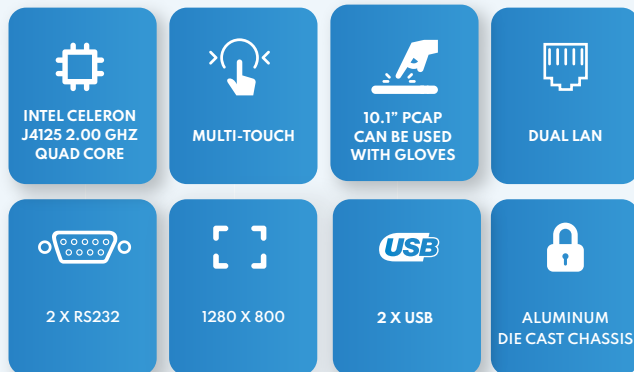 INTEL CELERON
J4125 2.00 GHZ
QUAD CORE
MULTI-TOUCH
10.1” PCAP
CAN BE USED
WITH GLOVES
DUAL LAN
2 X RS232
1280 X 800
USB
2 X USB
ALUMINUM
DIE CAST CHASSIS